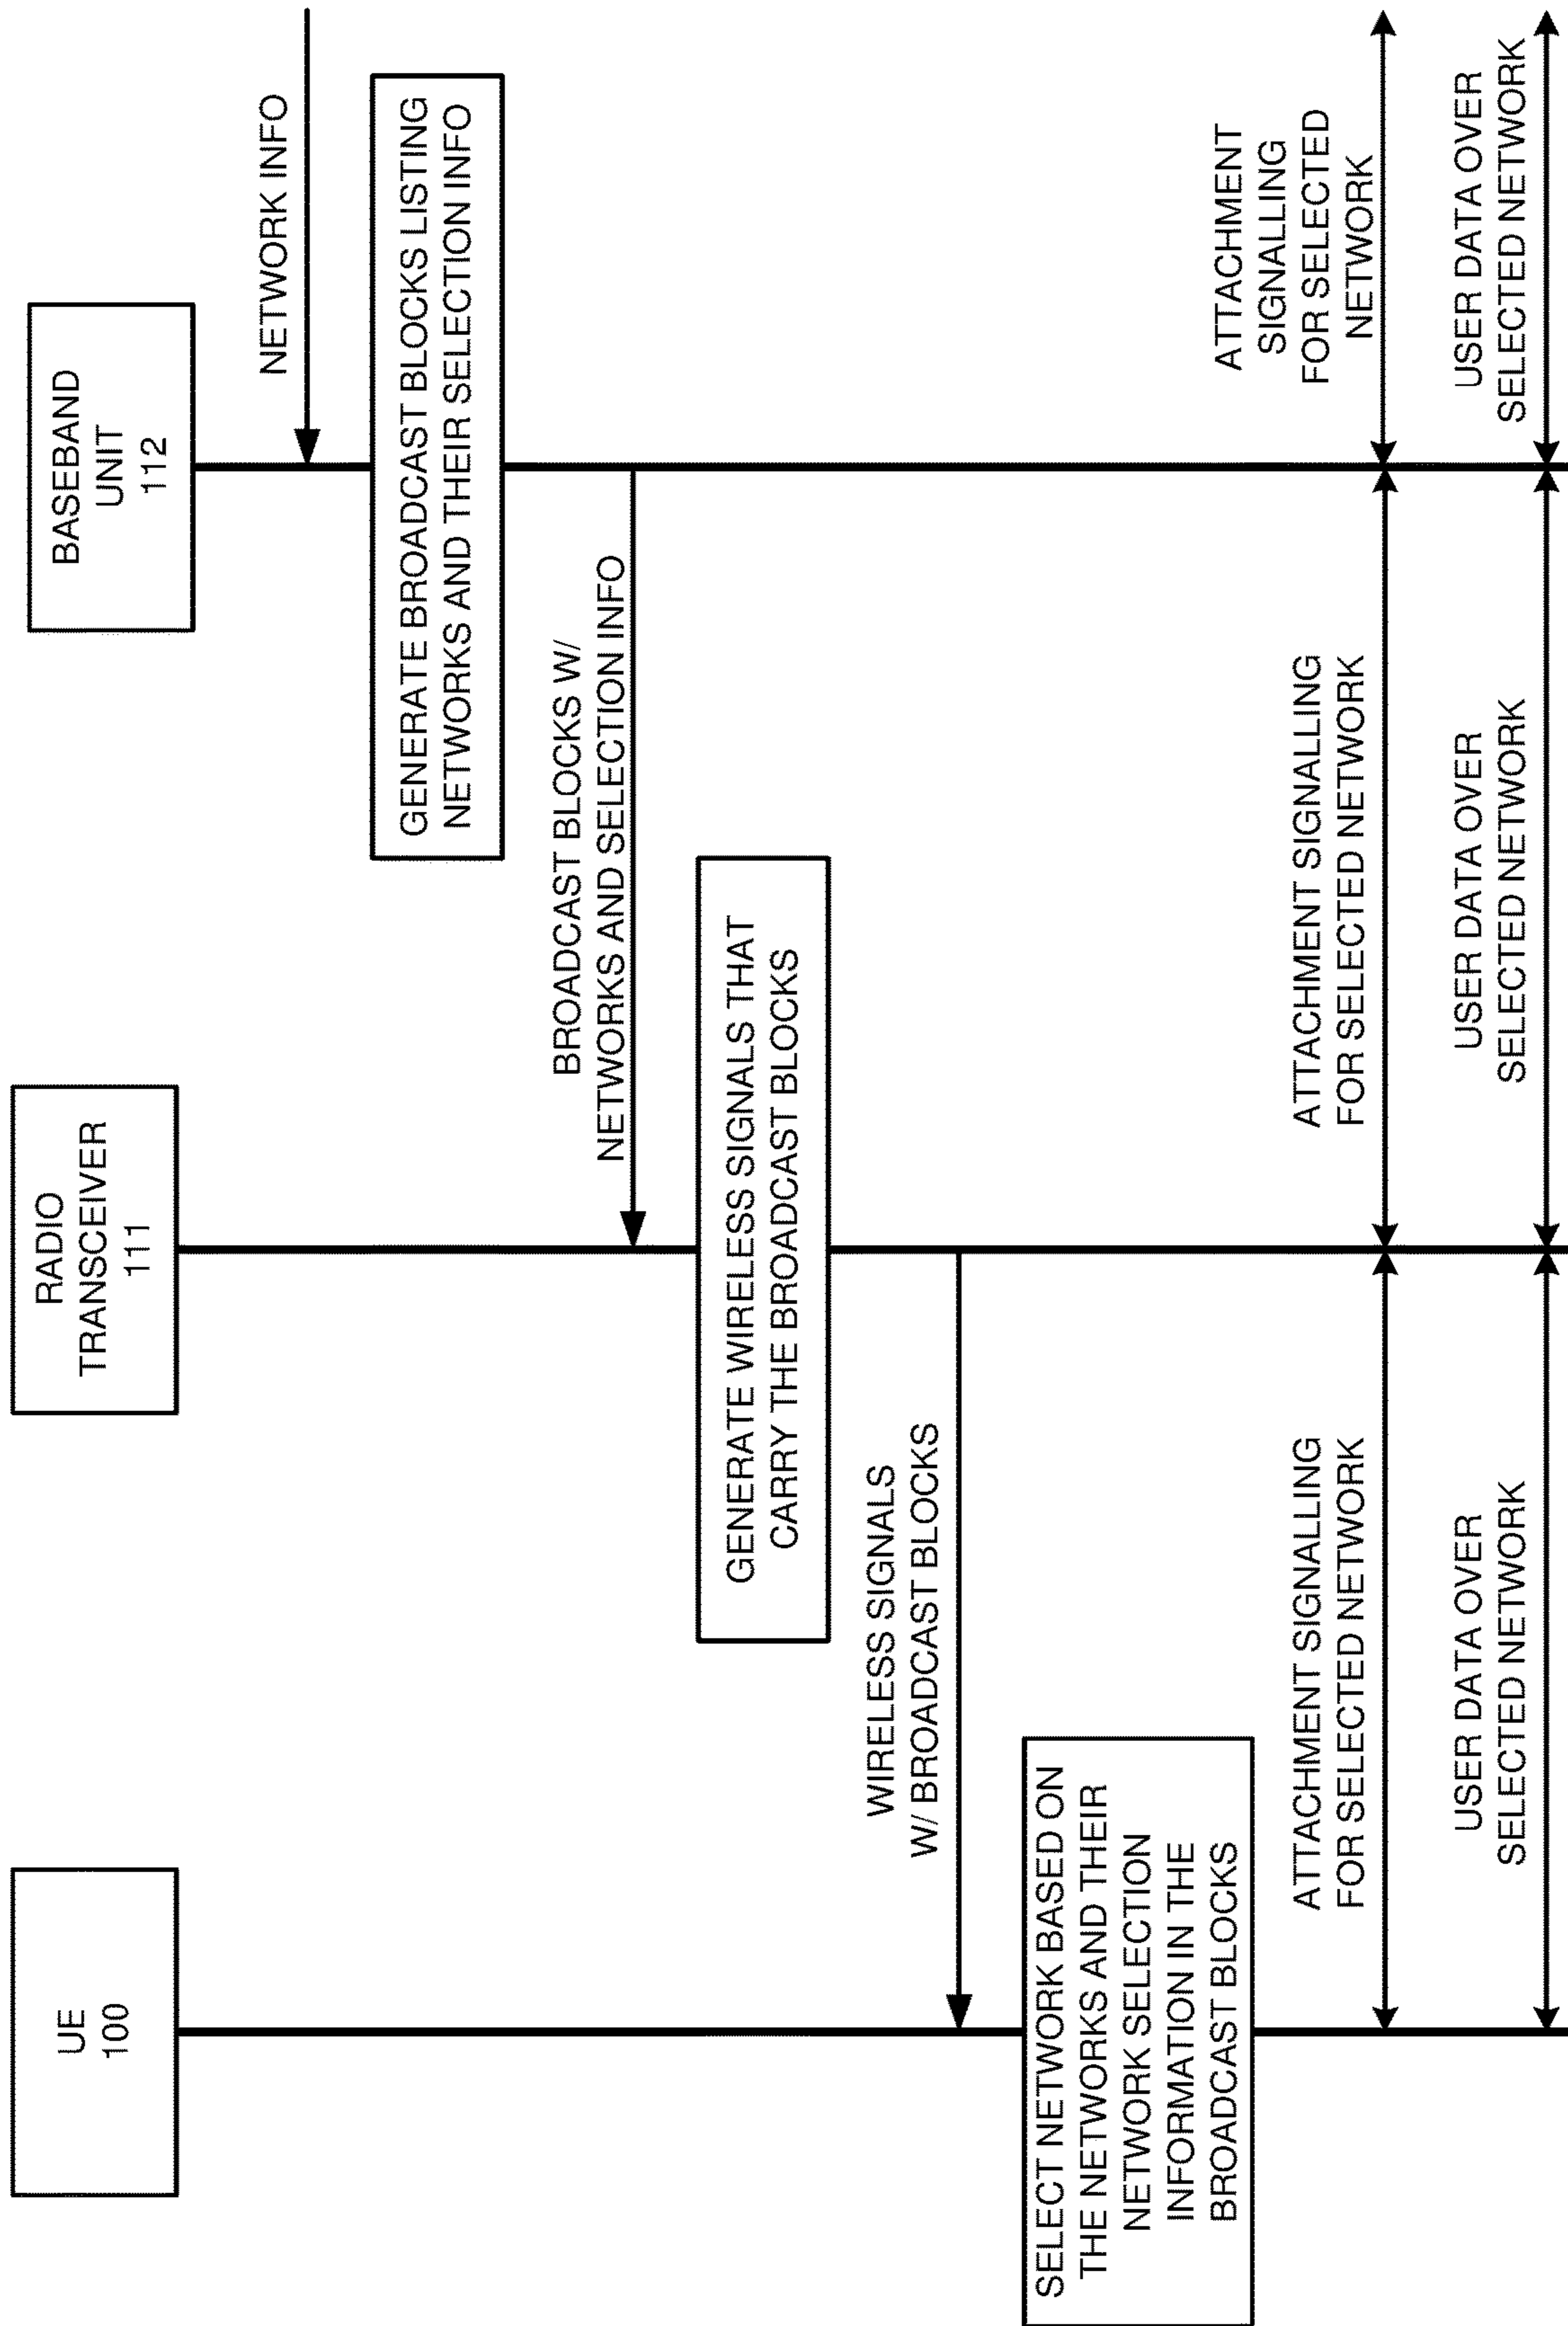 UE
100
RADIO
TRANSCEIVER
111
BASEBAND
UNIT
112
NETWORK INFO
GENERATE BROADCAST BLOCKS LISTING
NETWORKS AND THEIR SELECTION INFO
BROADCAST BLOCKS W/
NETWORKS AND SELECTION INFO
GENERATE WIRELESS SIGNALS THAT
CARRY THE BROADCAST BLOCKS
WIRELESS SIGNALS
W/ BROADCAST BLOCKS
SELECT NETWORK BASED ON
THE NETWORKS AND THEIR
NETWORK SELECTION
INFORMATION IN THE
BROADCAST BLOCKS
ATTACHMENT SIGNALLING
FOR SELECTED NETWORK
ATTACHMENT SIGNALLING
FOR SELECTED NETWORK
ATTACHMENT
SIGNALLING
FOR SELECTED
NETWORK
USER DATA OVER
SELECTED NETWORK
USER DATA OVER
SELECTED NETWORK
USER DATA OVER
SELECTED NETWORK